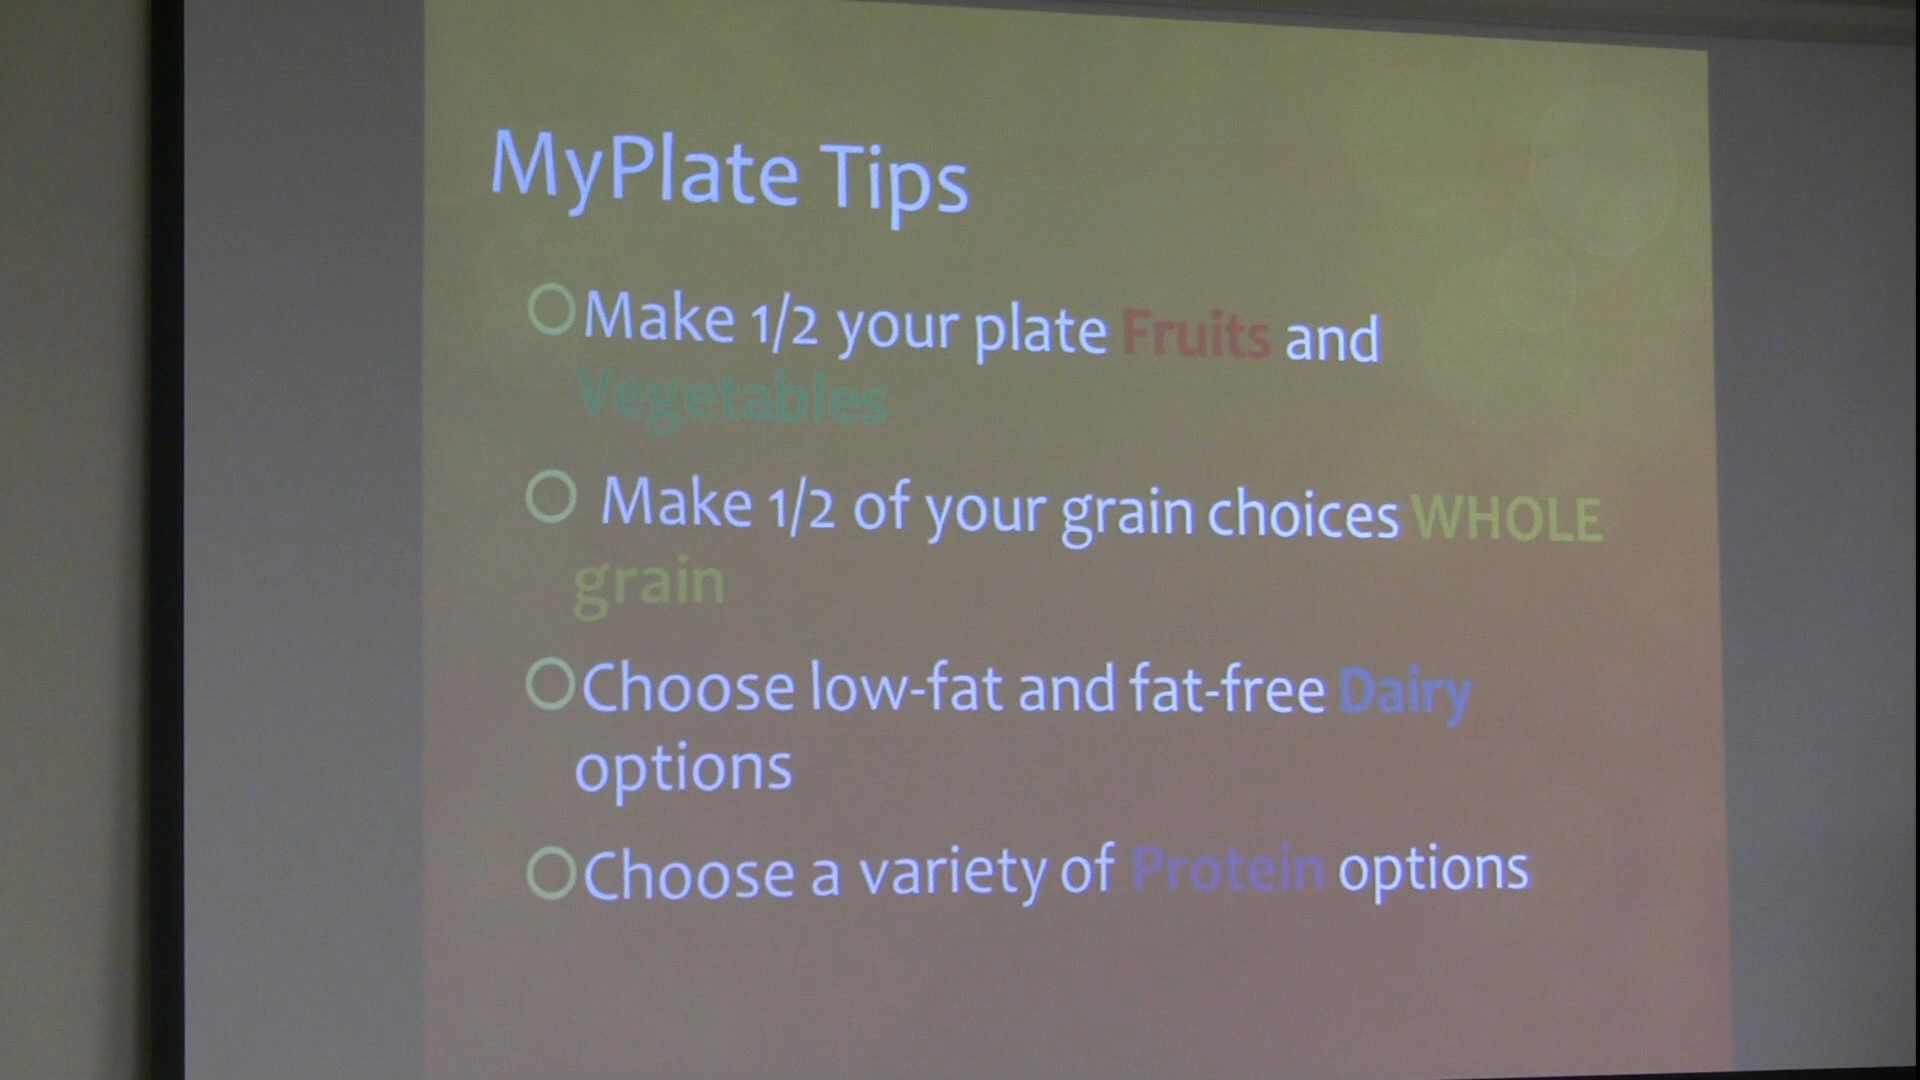 MyPlate Tips
Make 1/2 your plate Fruits and
Vegetables
Make 1/2 of your grain choices WHOLE
grain
Choose low-fat and fat-free Dairy
options
Choose a variety of Protein options